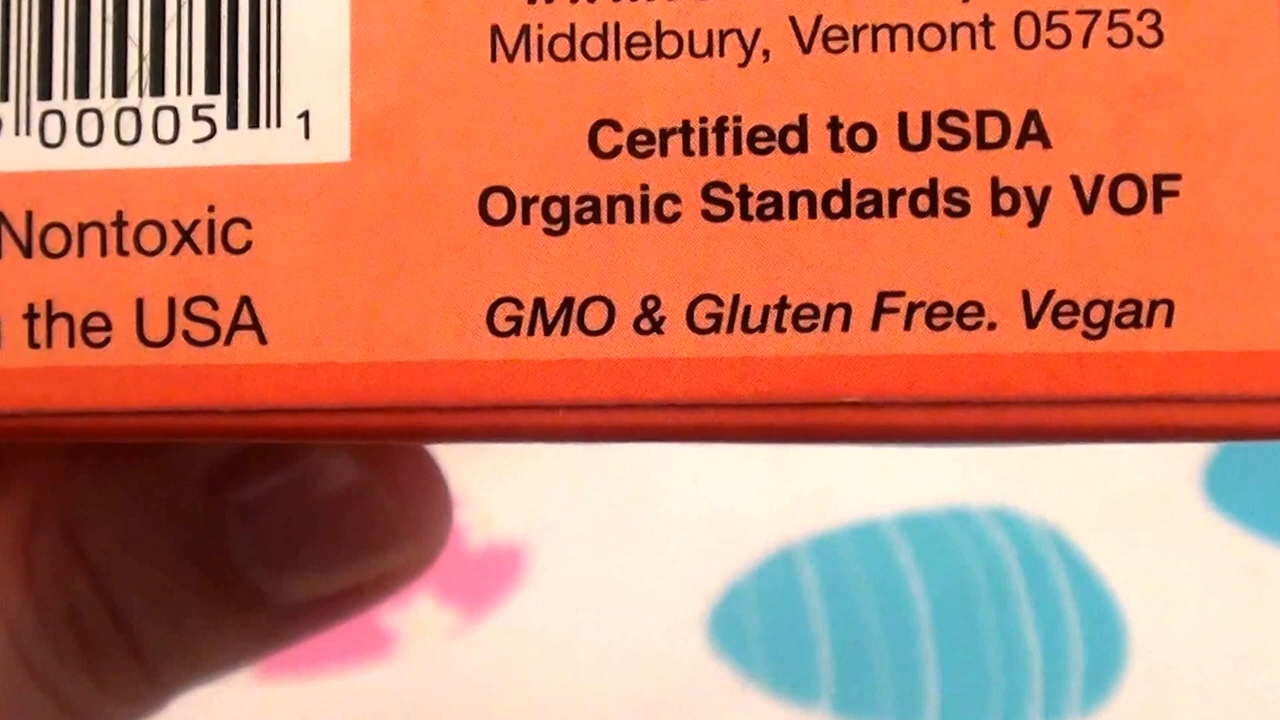 Middlebury, Vermont 05753
00005 1
Certified to USDA
Organic Standards by VOF
Nontoxic
the USA
GMO & Gluten Free. Vegan